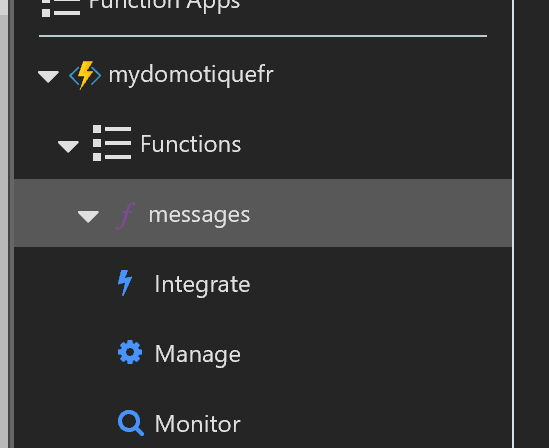 Function Apps
mydomotiquefr
Functions
messages
Integrate
Manage
Monitor